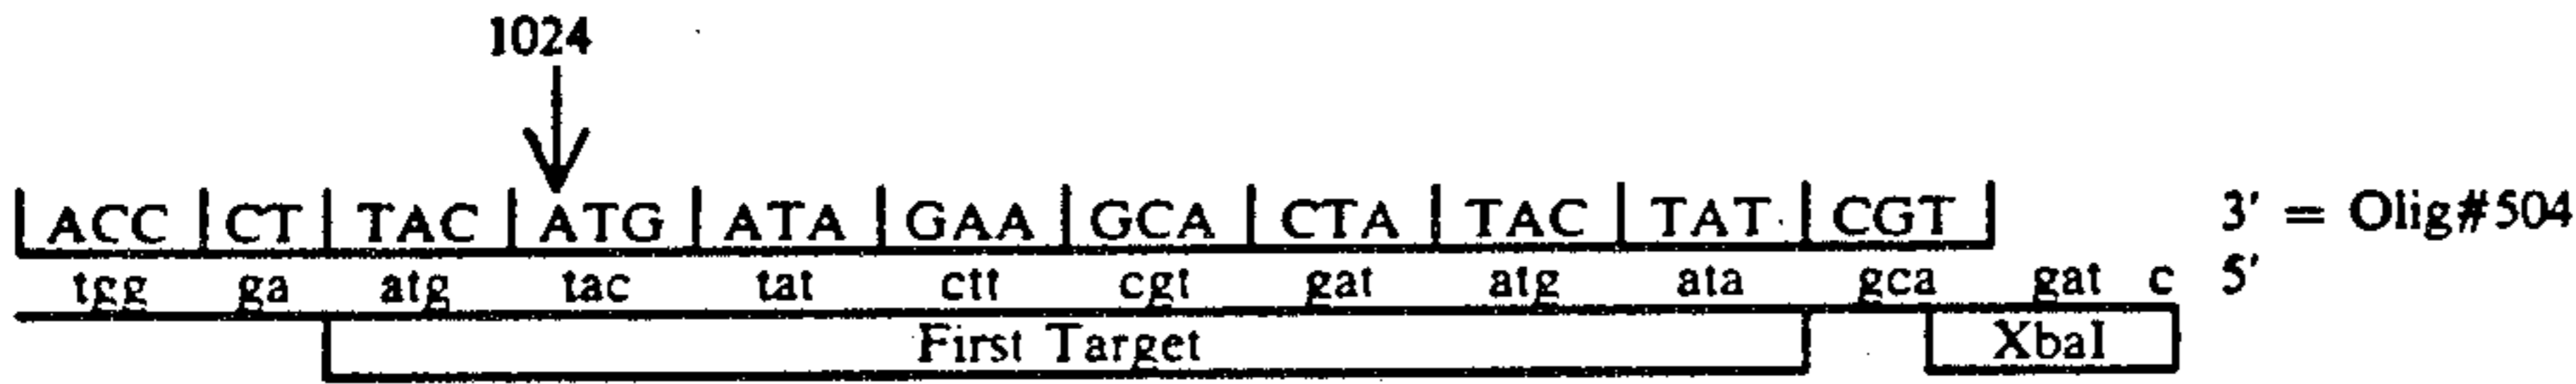 1024
ACC CT TAC ATG ATA GAA GCA CTA TAC TAT CGT 3' = Olig#504
tgg ga atg tac tat ctt cgt gat atg ata gca gat c 5'
First Target XbaI